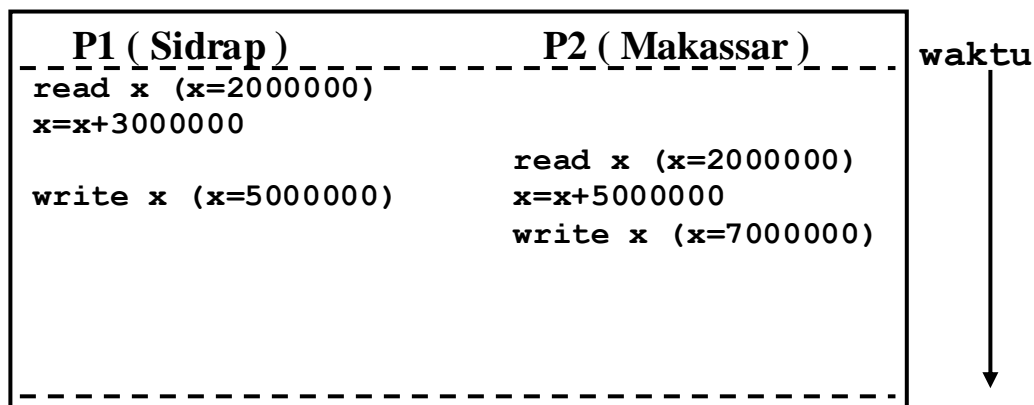 P1 ( Sidrap ) P2 ( Makassar ) waktu
read x (x=2000000)
x=x+3000000
read x (x=2000000)
write x (x=5000000) x=x+5000000
write x (x=7000000)